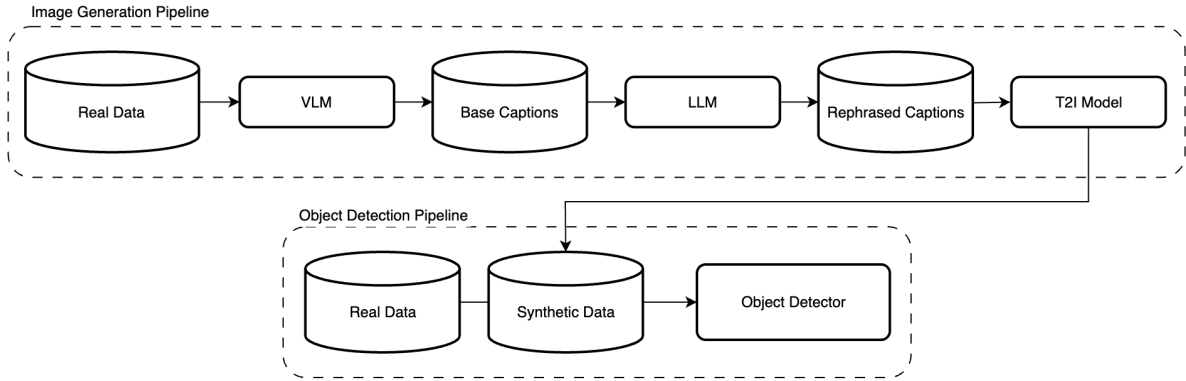 Image Generation Pipeline
Real Data
VLM
Base Captions
LLM
Rephrased Captions
T2I Model
Object Detection Pipeline
Real Data
Synthetic Data
Object Detector